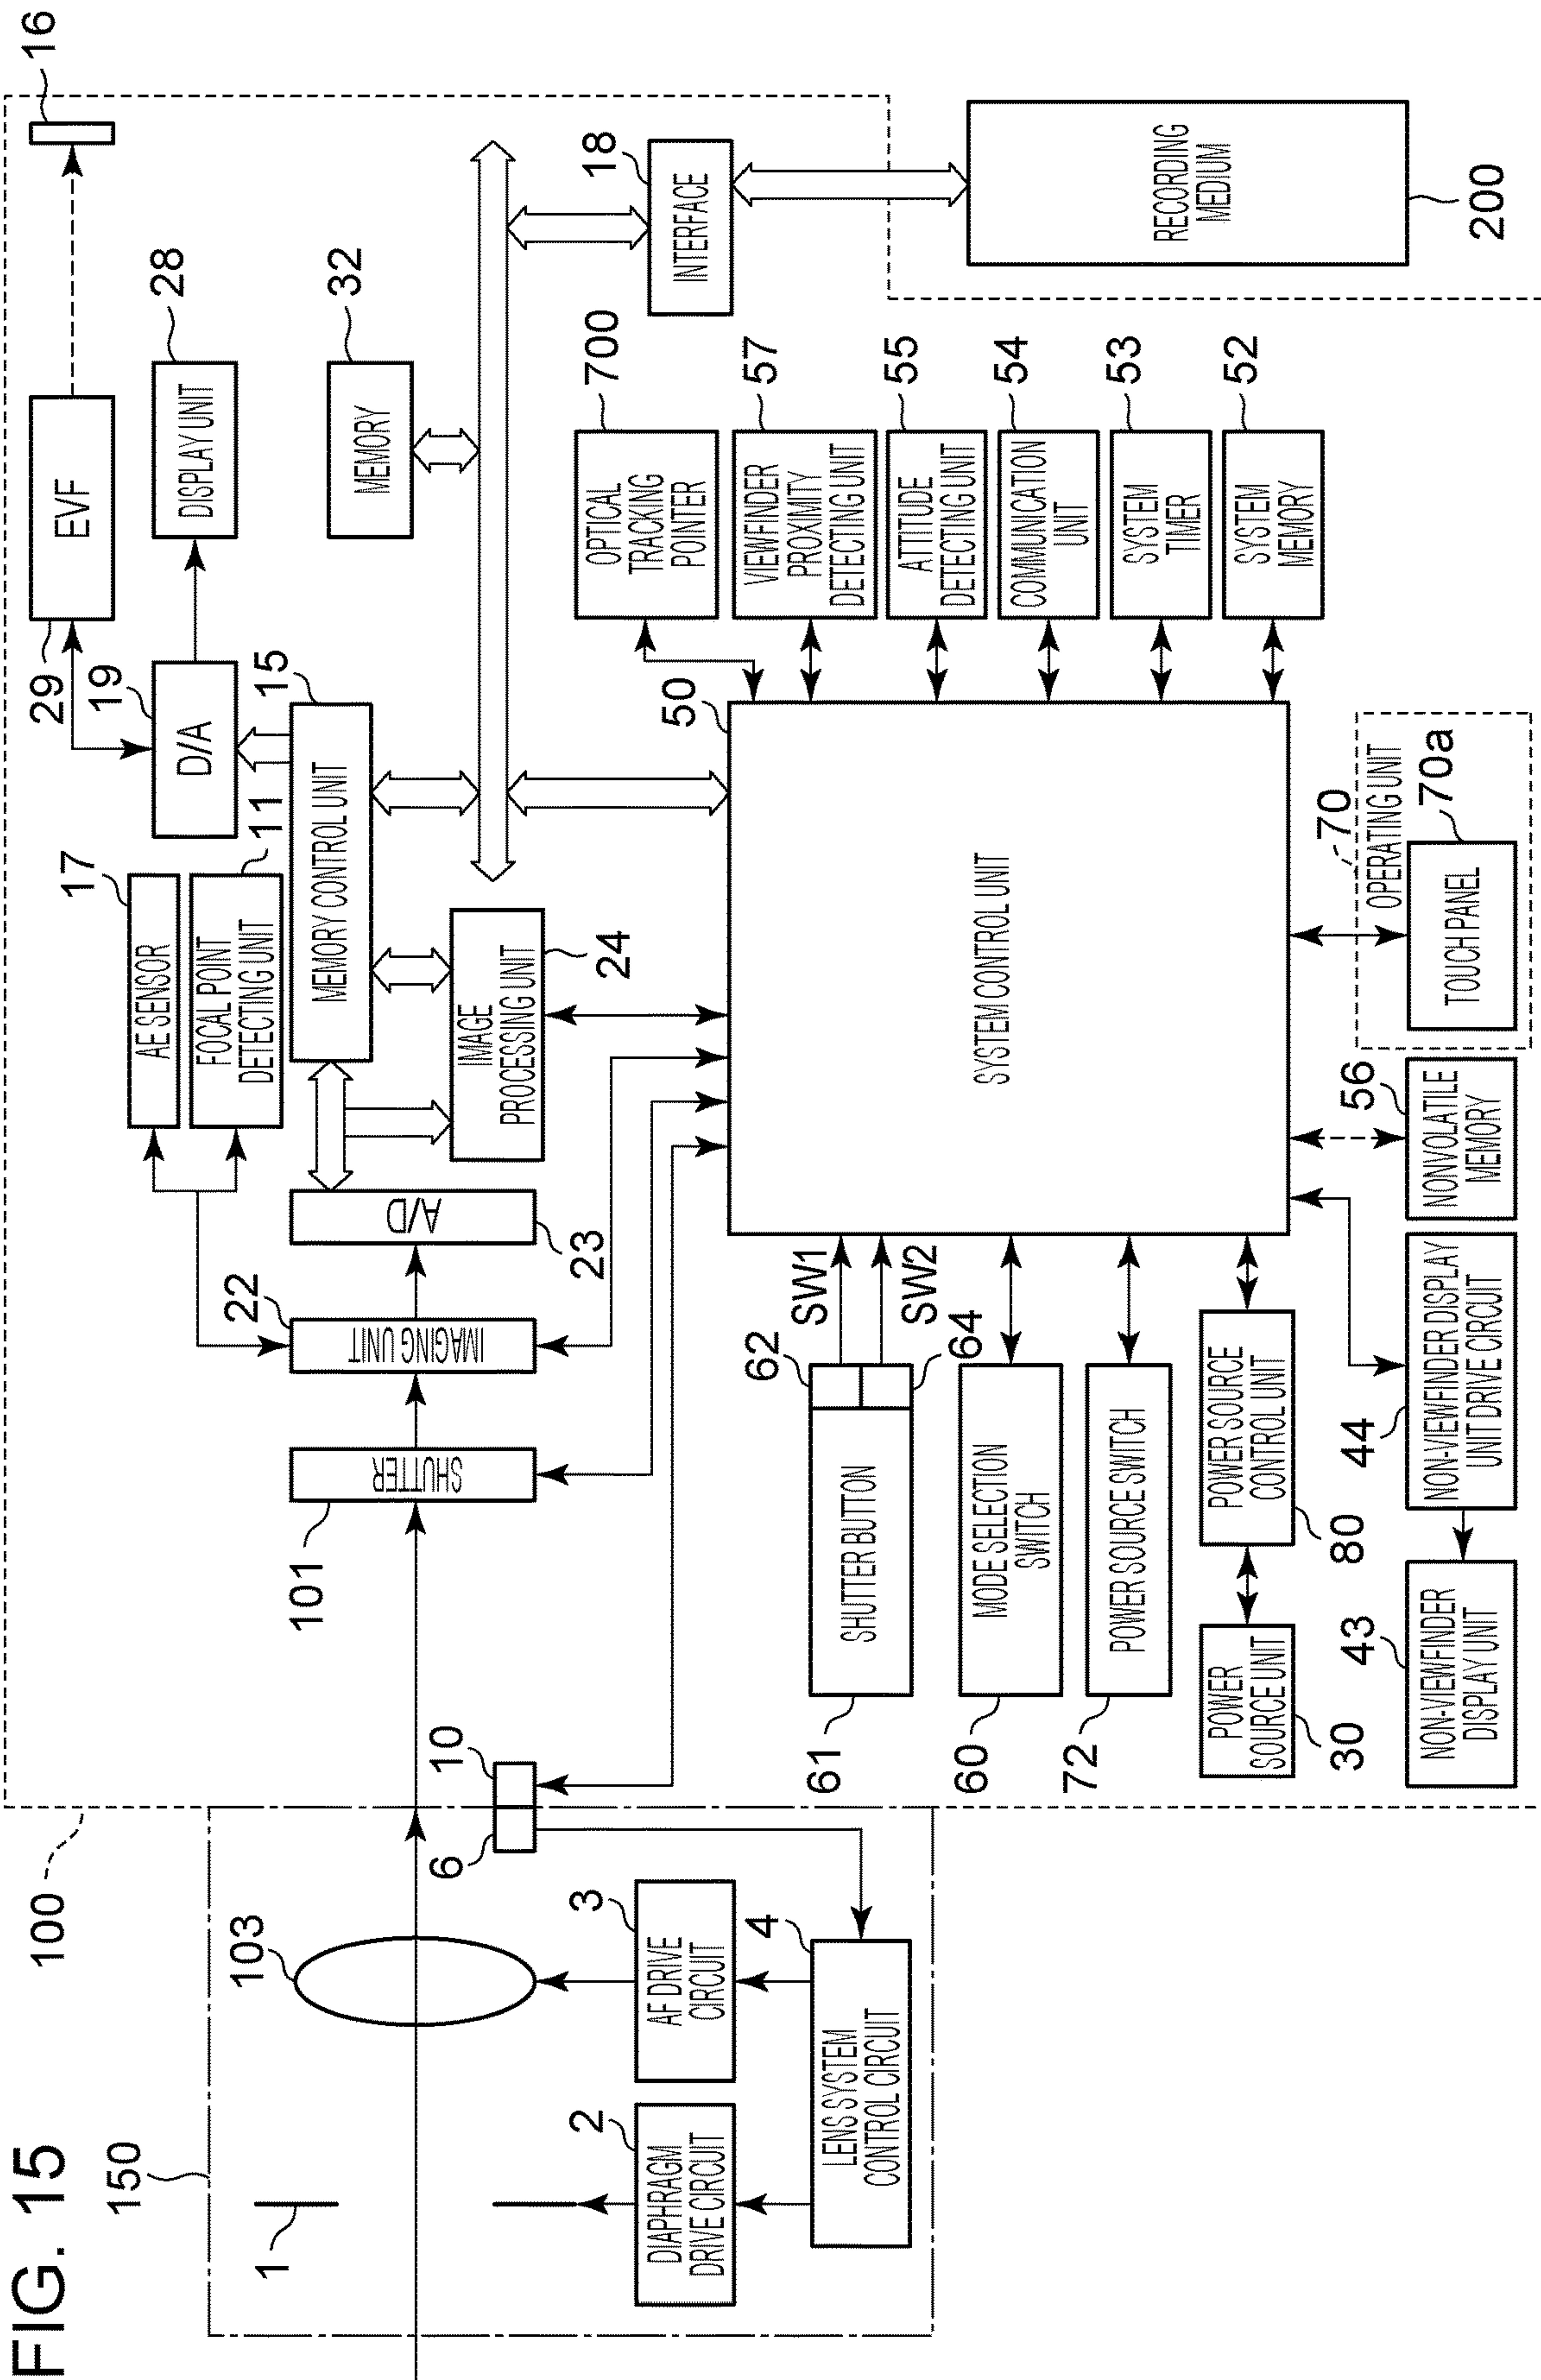 FIG. 15
150
100
1
103
2
DIAPHRAGM
DRIVE CIRCUIT
3
AF DRIVE
CIRCUIT
4
LENS SYSTEM
CONTROL CIRCUIT
6
10
101
SHUTTER
22
IMAGING UNIT
23
A/D
17
AE SENSOR
11
FOCAL POINT
DETECTING UNIT
15
MEMORY CONTROL UNIT
24
IMAGE
PROCESSING UNIT
19
D/A
29
EVF
16
28
DISPLAY UNIT
32
MEMORY
18
INTERFACE
RECORDING
MEDIUM
200
50
SYSTEM CONTROL UNIT
700
OPTICAL
TRACKING
POINTER
57
VIEWFINDER
PROXIMITY
DETECTING UNIT
55
ATTITUDE
DETECTING UNIT
54
COMMUNICATION
UNIT
53
SYSTEM
TIMER
52
SYSTEM
MEMORY
61
SHUTTER BUTTON
62
64
SW1
SW2
60
MODE SELECTION
SWITCH
72
POWER SOURCE SWITCH
30
POWER
SOURCE UNIT
80
POWER SOURCE
CONTROL UNIT
43
NON-VIEWFINDER
DISPLAY UNIT
44
NON-VIEWFINDER DISPLAY
UNIT DRIVE CIRCUIT
56
NONVOLATILE
MEMORY
70
OPERATING UNIT
70a
TOUCH PANEL